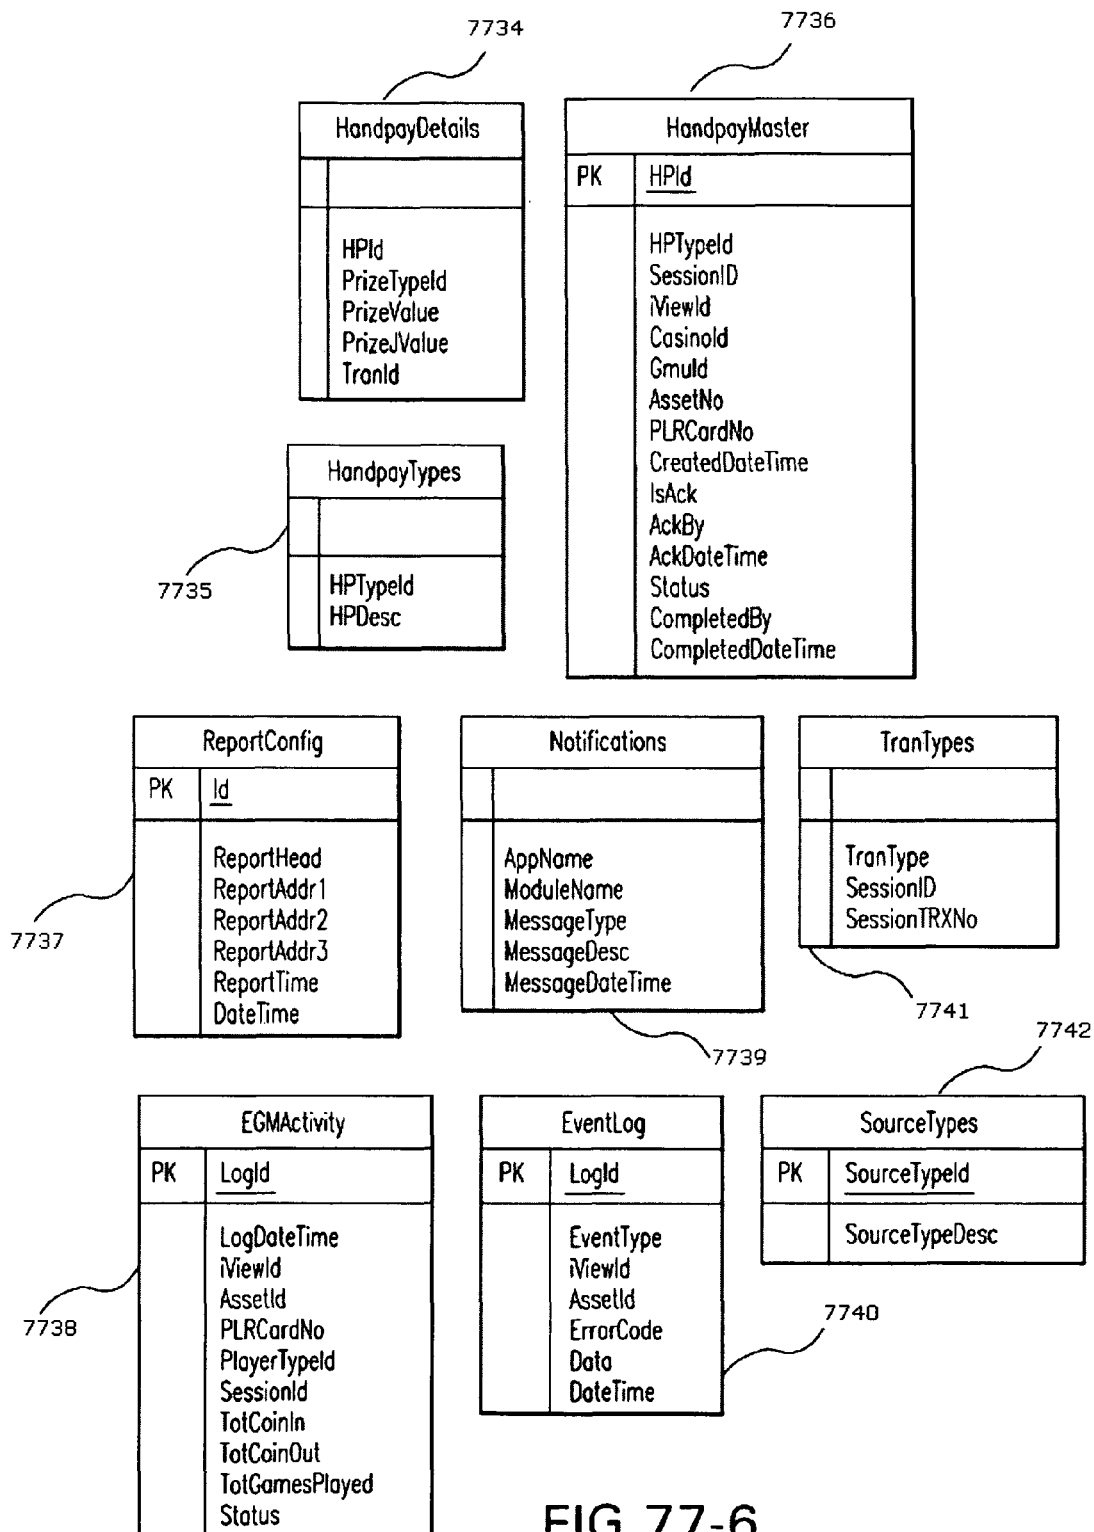 7734
7736
HandpayDetails
HPId
PrizeTypeId
PrizeValue
PrizeJValue
TranId
HandpayMaster
PK HPId
HPTypeId
SessionID
iViewId
CasinoId
GmuId
AssetNo
PLRCardNo
CreatedDateTime
IsAck
AckBy
AckDateTime
Status
CompletedBy
CompletedDateTime
HandpayTypes
HPTypeId
HPDesc
7735
ReportConfig
PK Id
ReportHead
ReportAddr1
ReportAddr2
ReportAddr3
ReportTime
DateTime
7737
Notifications
AppName
ModuleName
MessageType
MessageDesc
MessageDateTime
7739
TranTypes
TranType
SessionID
SessionTRXNo
7741
7742
EGMActivity
PK LogId
LogDateTime
iViewId
AssetId
PLRCardNo
PlayerTypeId
SessionId
TotCoinIn
TotCoinOut
TotGamesPlayed
Status
7738
EventLog
PK LogId
EventType
iViewId
AssetId
ErrorCode
Data
DateTime
7740
SourceTypes
PK SourceTypeId
SourceTypeDesc
FIG 77-6